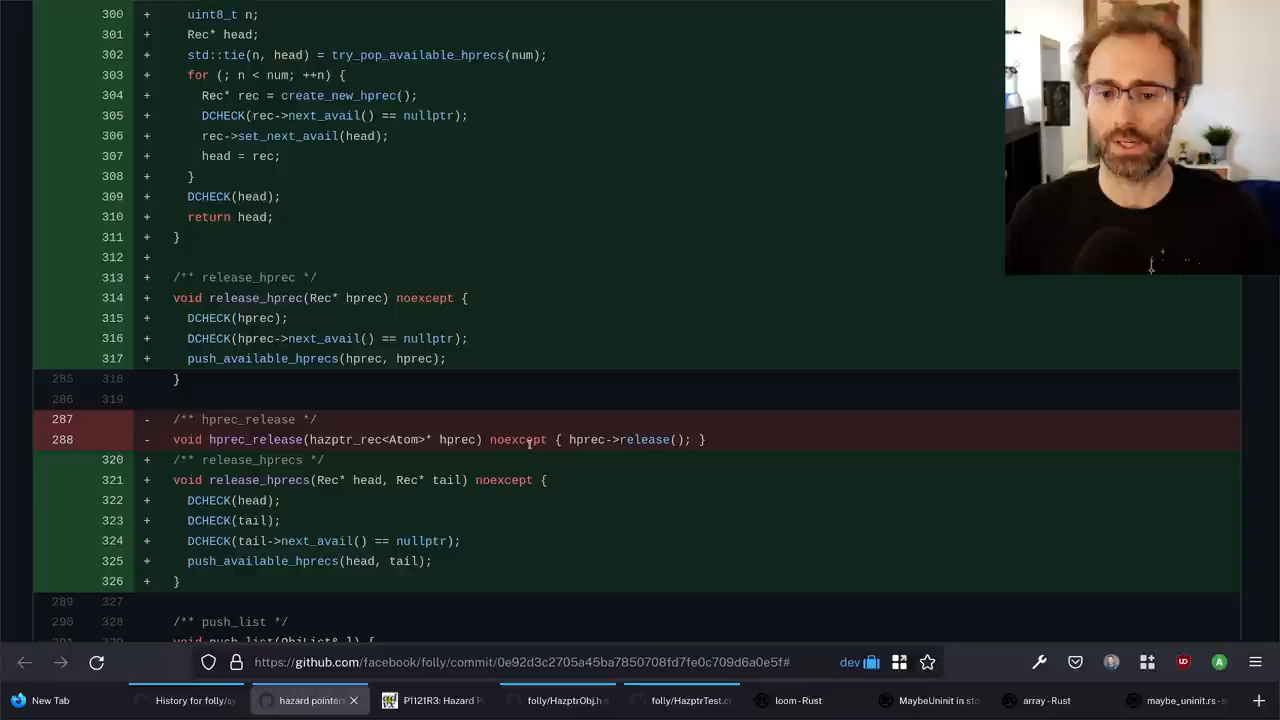 300 + uint8_t n;
301 + Rec* head;
302 + std::tie(n, head) = try_pop_available_hprecs(num);
303 + for (; n < num; ++n) {
304 + Rec* rec = create_new_hprec();
305 + DCHECK(rec->next_avail() == nullptr);
306 + rec->set_next_avail(head);
307 + head = rec;
308 + }
309 + DCHECK(head);
310 + return head;
311 + }
312 +
313 + /** release_hprec */
314 + void release_hprec(Rec* hprec) noexcept {
315 + DCHECK(hprec);
316 + DCHECK(hprec->next_avail() == nullptr);
317 + push_available_hprecs(hprec, hprec);
285 318 }
286 319
287 - /** hprec_release */
288 - void hprec_release(hazptr_rec<Atom>* hprec) noexcept { hprec->release(); }
320 + /** release_hprecs */
321 + void release_hprecs(Rec* head, Rec* tail) noexcept {
322 + DCHECK(head);
323 + DCHECK(tail);
324 + DCHECK(tail->next_avail() == nullptr);
325 + push_available_hprecs(head, tail);
326 + }
289 327
290 328 /** push_list */
291 329 void push_list(ObjList& l) {
https://github.com/facebook/folly/commit/0e92d3c2705a45ba7850708fd7fe0c709d6a0e5f# dev
New Tab History for folly/sy hazard pointers P1121R3: Hazard P folly/HazptrObj.h folly/HazptrTest.c loom - Rust MaybeUninit in std array - Rust maybe_uninit.rs -